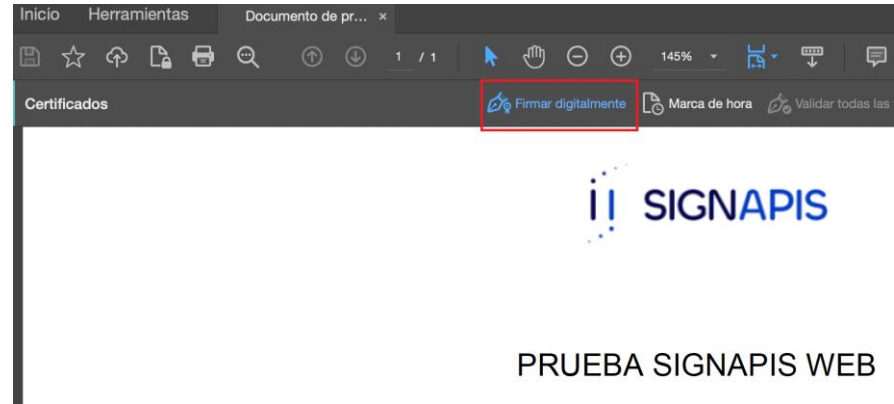 Inicio Herramientas Documento de pr... ×
1 / 1 145%
Certificados Firmar digitalmente Marca de hora Validar todas las
SIGNAPIS
PRUEBA SIGNAPIS WEB